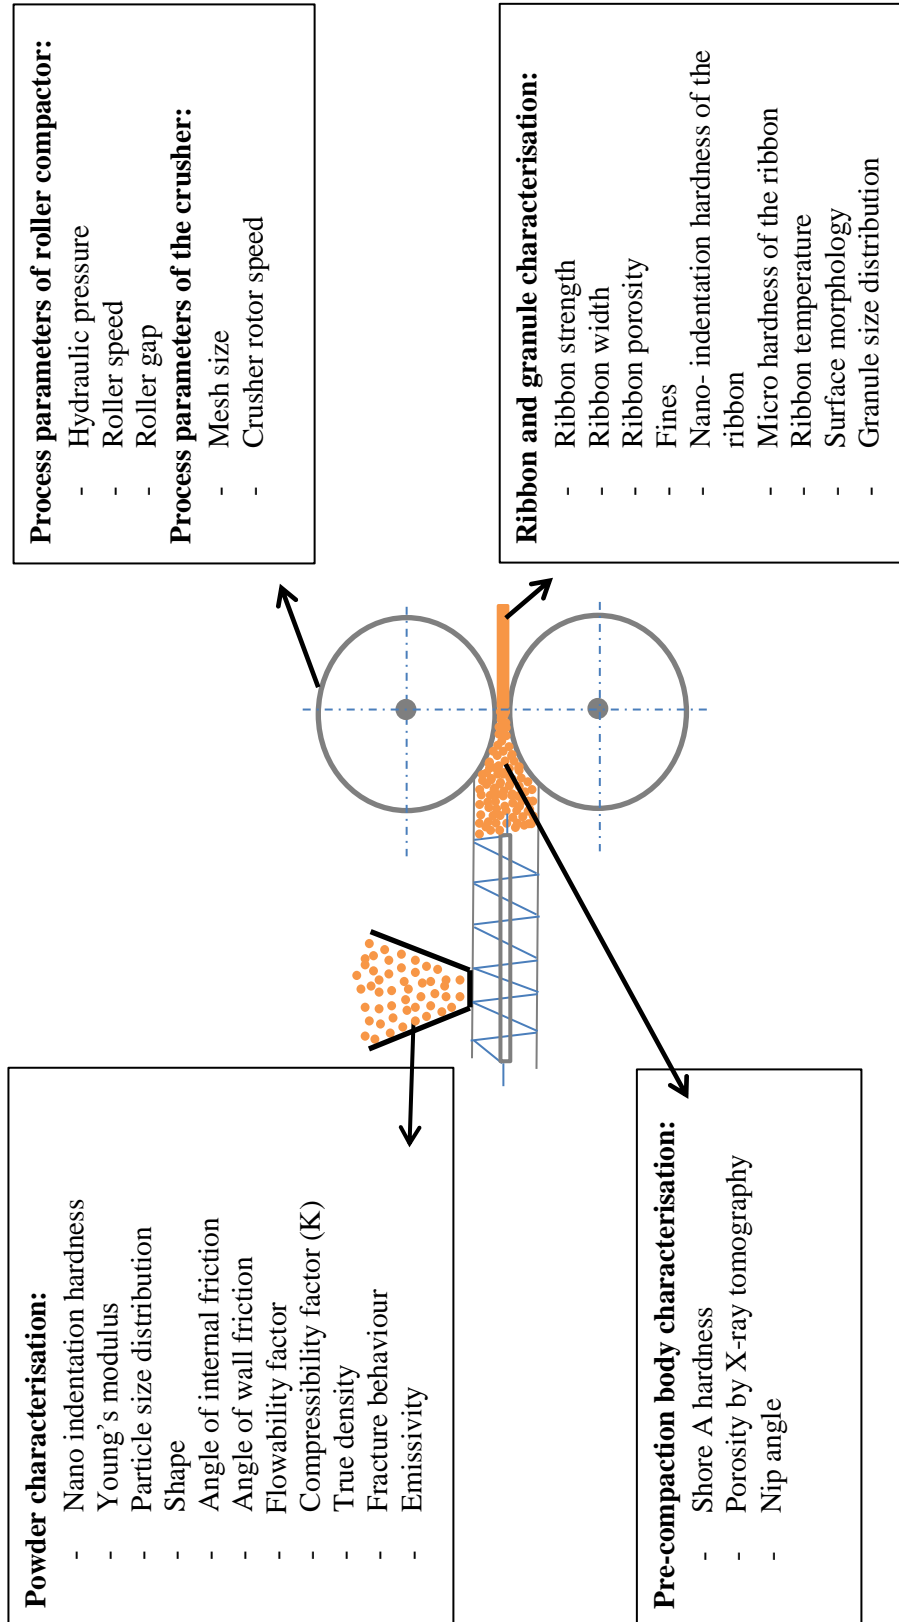 Powder characterisation:
- Nano indentation hardness
- Young's modulus
- Particle size distribution
- Shape
- Angle of internal friction
- Angle of wall friction
- Flowability factor
- Compressibility factor (K)
- True density
- Fracture behaviour
- Emissivity
Process parameters of roller compactor:
- Hydraulic pressure
- Roller speed
- Roller gap
Process parameters of the crusher:
- Mesh size
- Crusher rotor speed
Pre-compaction body characterisation:
- Shore A hardness
- Porosity by X-ray tomography
- Nip angle
Ribbon and granule characterisation:
- Ribbon strength
- Ribbon width
- Ribbon porosity
- Fines
- Nano- indentation hardness of the
ribbon
- Micro hardness of the ribbon
- Ribbon temperature
- Surface morphology
- Granule size distribution